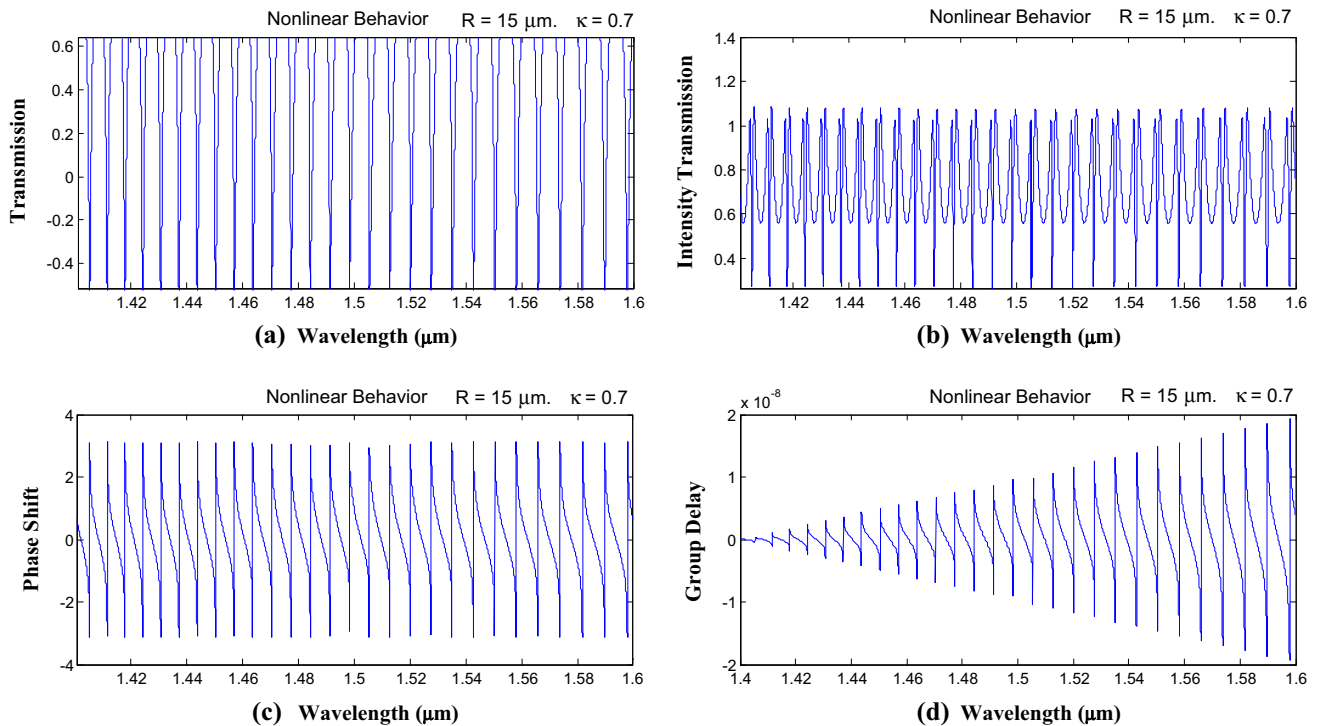 Nonlinear Behavior R = 15 μm. κ = 0.7
0.6
0.4
0.2
0
-0.2
-0.4
Transmission
1.42 1.44 1.46 1.48 1.5 1.52 1.54 1.56 1.58 1.6
(a) Wavelength (μm)
Nonlinear Behavior R = 15 μm. κ = 0.7
1.4
1.2
1
0.8
0.6
0.4
Intensity Transmission
1.42 1.44 1.46 1.48 1.5 1.52 1.54 1.56 1.58 1.6
(b) Wavelength (μm)
Nonlinear Behavior R = 15 μm. κ = 0.7
4
2
0
-2
-4
Phase Shift
1.42 1.44 1.46 1.48 1.5 1.52 1.54 1.56 1.58 1.6
(c) Wavelength (μm)
Nonlinear Behavior R = 15 μm. κ = 0.7
x 10⁻⁸
2
1
0
-1
-2
Group Delay
1.4 1.42 1.44 1.46 1.48 1.5 1.52 1.54 1.56 1.58 1.6
(d) Wavelength (μm)